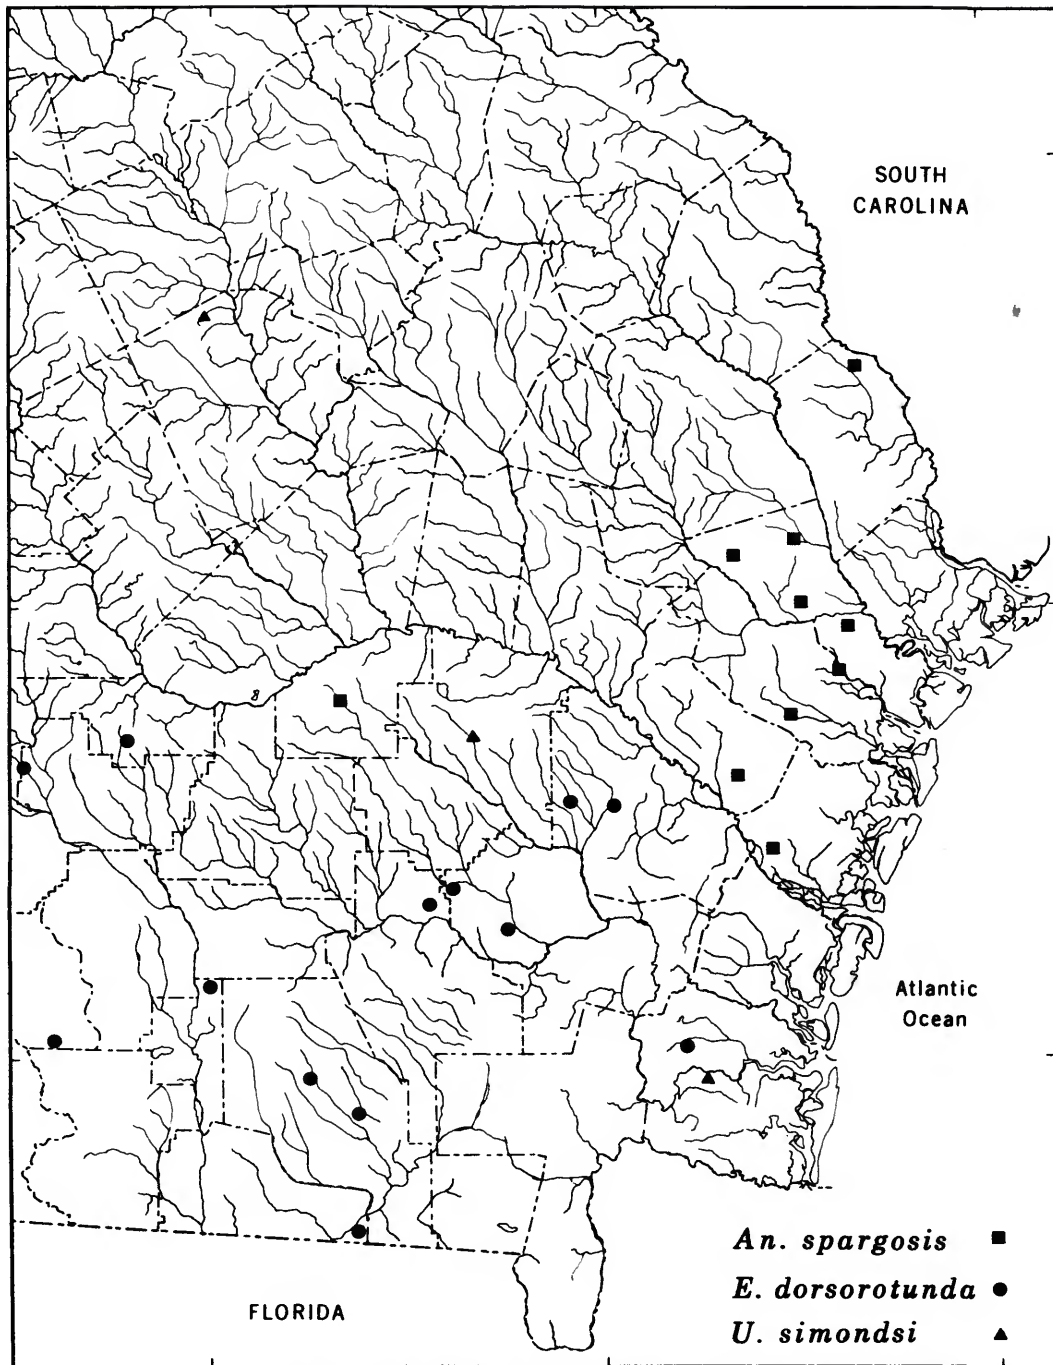 SOUTH
CAROLINA
Atlantic
Ocean
An. spargosis
E. dorsorotunda
U. simondsi
FLORIDA